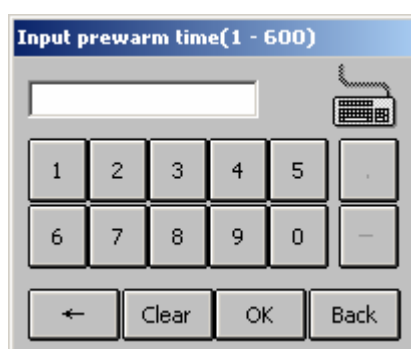 Input prewarm time(1 - 600)
1 2 3 4 5 .
6 7 8 9 0 —
← Clear OK Back